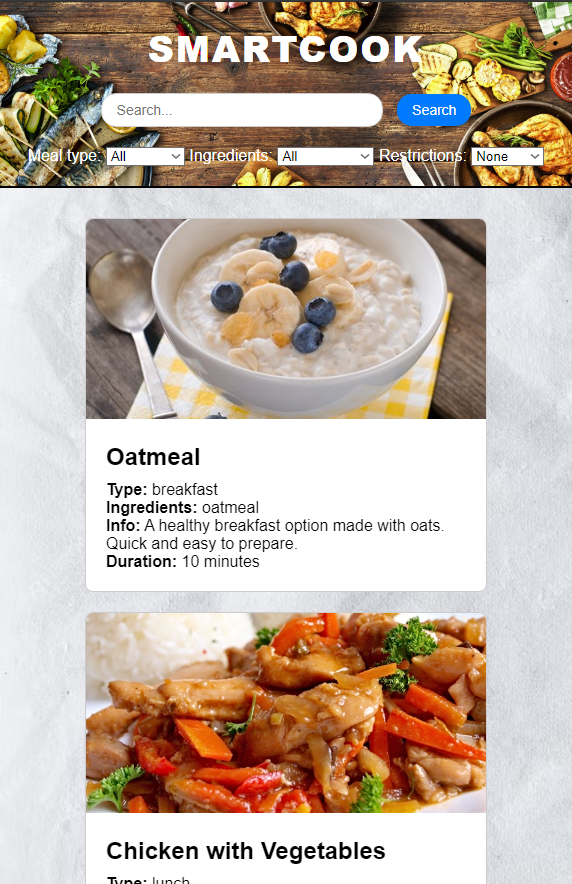 SMARTCOOK
Search...
Search
Meal type: All Ingredients: All Restrictions: None
Oatmeal
Type: breakfast
Ingredients: oatmeal
Info: A healthy breakfast option made with oats.
Quick and easy to prepare.
Duration: 10 minutes
Chicken with Vegetables
Type: lunch